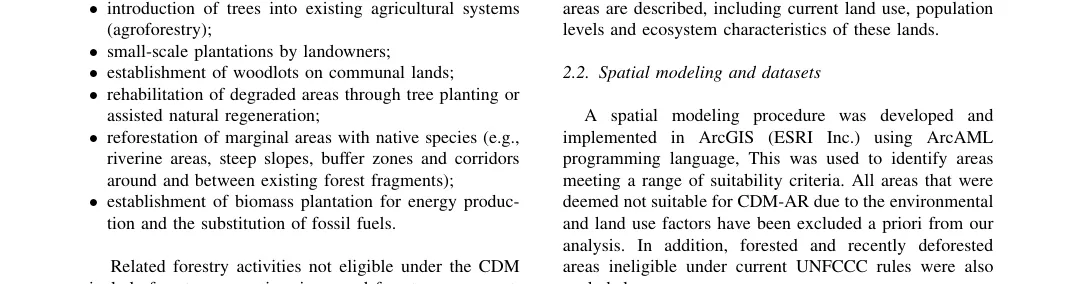 • introduction of trees into existing agricultural systems
(agroforestry);
• small-scale plantations by landowners;
• establishment of woodlots on communal lands;
• rehabilitation of degraded areas through tree planting or
assisted natural regeneration;
• reforestation of marginal areas with native species (e.g.,
riverine areas, steep slopes, buffer zones and corridors
around and between existing forest fragments);
• establishment of biomass plantation for energy produc-
tion and the substitution of fossil fuels.
Related forestry activities not eligible under the CDM
areas are described, including current land use, population
levels and ecosystem characteristics of these lands.
2.2. Spatial modeling and datasets
A spatial modeling procedure was developed and
implemented in ArcGIS (ESRI Inc.) using ArcAML
programming language, This was used to identify areas
meeting a range of suitability criteria. All areas that were
deemed not suitable for CDM-AR due to the environmental
and land use factors have been excluded a priori from our
analysis. In addition, forested and recently deforested
areas ineligible under current UNFCCC rules were also